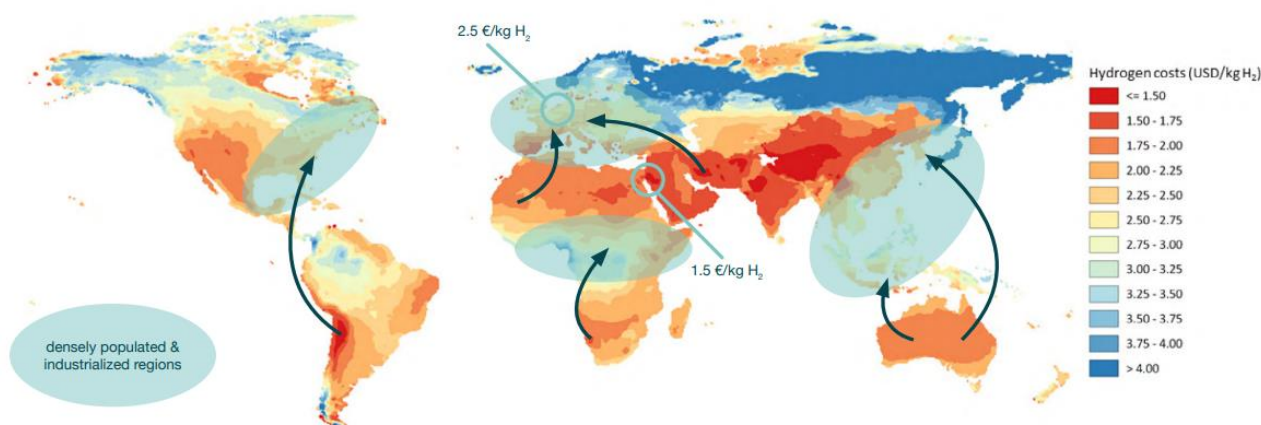 2.5 €/kg H₂
Hydrogen costs (USD/kg H₂)
<= 1.50
1.50 - 1.75
1.75 - 2.00
2.00 - 2.25
2.25 - 2.50
2.50 - 2.75
2.75 - 3.00
3.00 - 3.25
3.25 - 3.50
3.50 - 3.75
3.75 - 4.00
> 4.00
1.5 €/kg H₂
densely populated &
industrialized regions